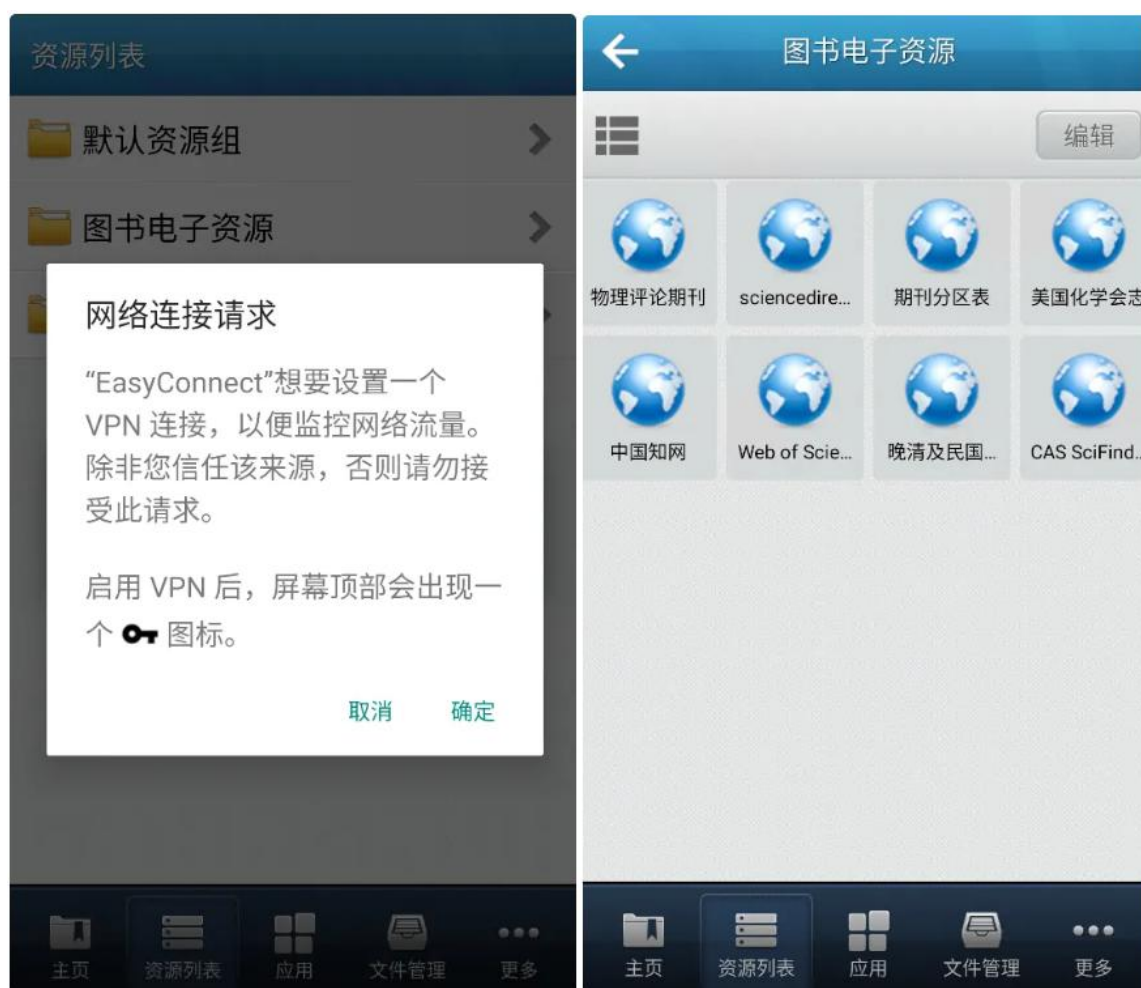 资源列表
默认资源组
图书电子资源
网络连接请求
“EasyConnect”想要设置一个
VPN 连接，以便监控网络流量。
除非您信任该来源，否则请勿接
受此请求。
启用 VPN 后，屏幕顶部会出现一
个 图标。
取消 确定
主页 资源列表 应用 文件管理 更多
图书电子资源
编辑
物理评论期刊 sciencedire... 期刊分区表 美国化学会志
中国知网 Web of Scie... 晚清及民国... CAS SciFind..
主页 资源列表 应用 文件管理 更多